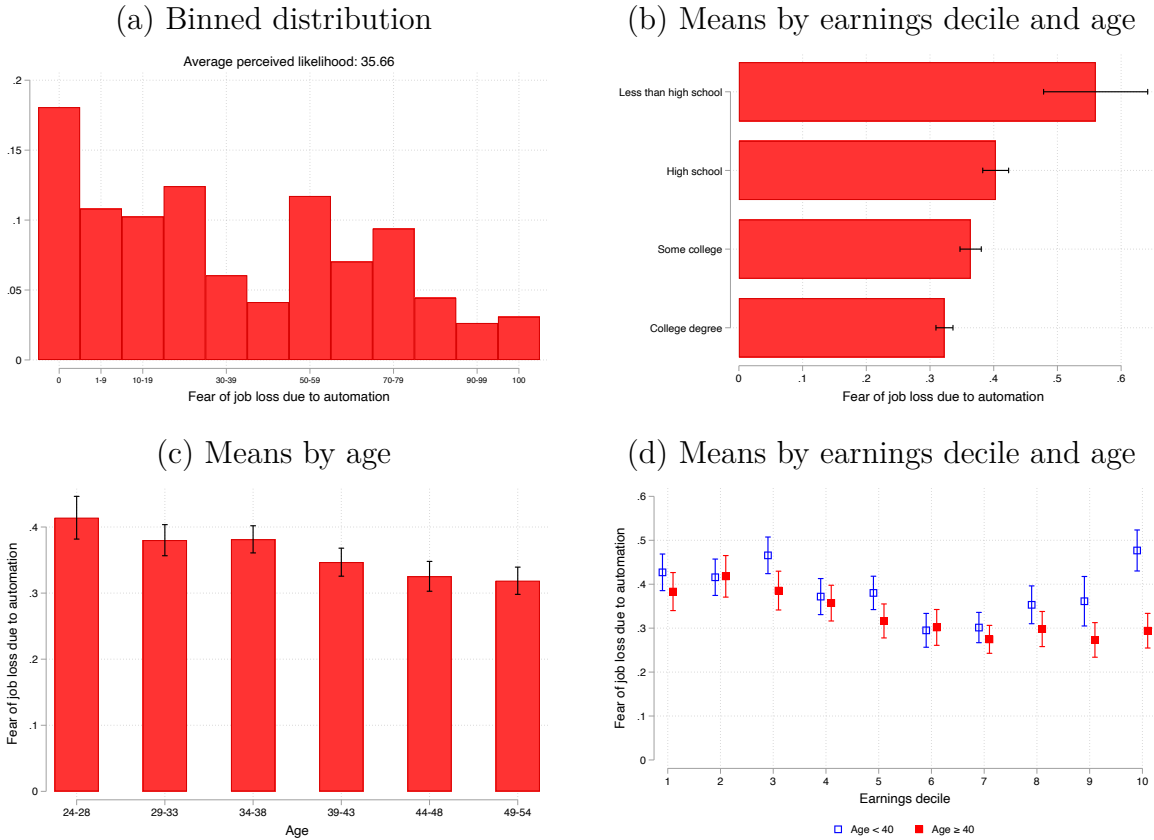 (a) Binned distribution
Average perceived likelihood: 35.66
.2
.15
.1
.05
0
0 1-9 10-19 30-39 50-59 70-79 90-99 100
Fear of job loss due to automation
(b) Means by earnings decile and age
Less than high school
High school
Some college
College degree
0 .1 .2 .3 .4 .5 .6
Fear of job loss due to automation
(c) Means by age
Fear of job loss due to automation
.4
.3
.2
.1
0
24-28 29-33 34-38 39-43 44-48 49-54
Age
(d) Means by earnings decile and age
Fear of job loss due to automation
.6
.5
.4
.3
.2
.1
0
1 2 3 4 5 6 7 8 9 10
Earnings decile
Age < 40 Age ≥ 40